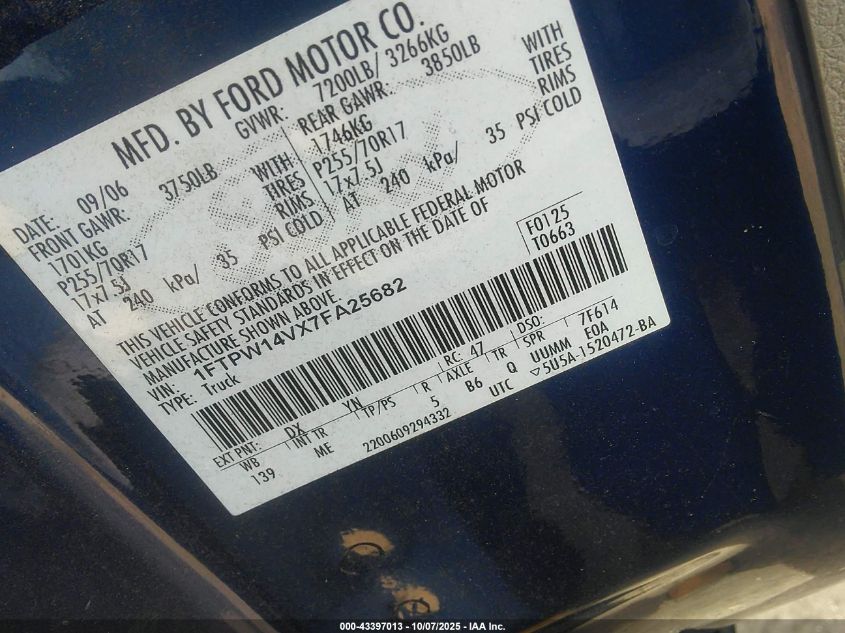 MFD. BY FORD MOTOR CO.
DATE: 09/06 GVWR: 7200LB/ 3266KG
FRONT GAWR: 3750LB REAR GAWR: 3850LB
1701KG WITH 1746KG WITH
P255/70R17 TIRES P255/70R17 TIRES
17x7.5J RIMS 17x7.5J RIMS
AT 240 kPa/ 35 PSI COLD AT 240 kPa/ 35 PSI COLD
THIS VEHICLE CONFORMS TO ALL APPLICABLE FEDERAL MOTOR
VEHICLE SAFETY STANDARDS IN EFFECT ON THE DATE OF
MANUFACTURE SHOWN ABOVE.
VIN: 1FTPW14VX7FA25682 F0125
TYPE: Truck T0663
EXT PNT: DX YN RC: 47 DSO: 7F614
WB INT TR TP/PS R AXLE TR SPR F0A
139 ME 5 B6 Q UUMM
2200609294332 UTC ▽5U5A-1520472-BA
000-43397013 - 10/07/2025 - IAA Inc.